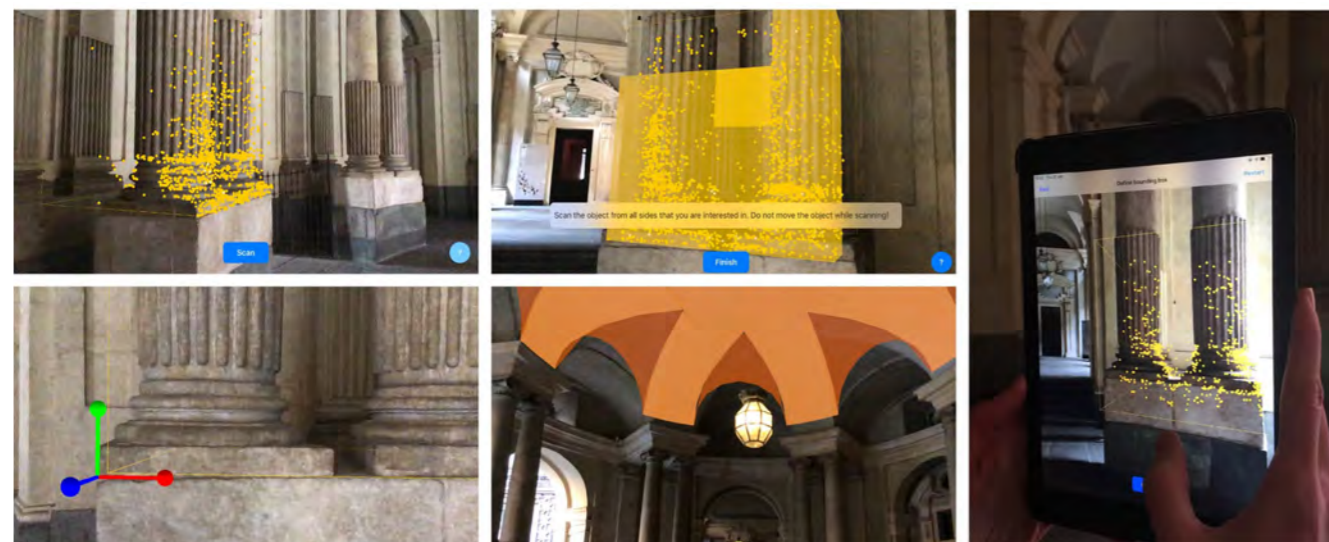 Scan
?
Scan the object from all sides that you are interested in. Do not move the object while scanning!
Finish
?
Define bounding box
Restart